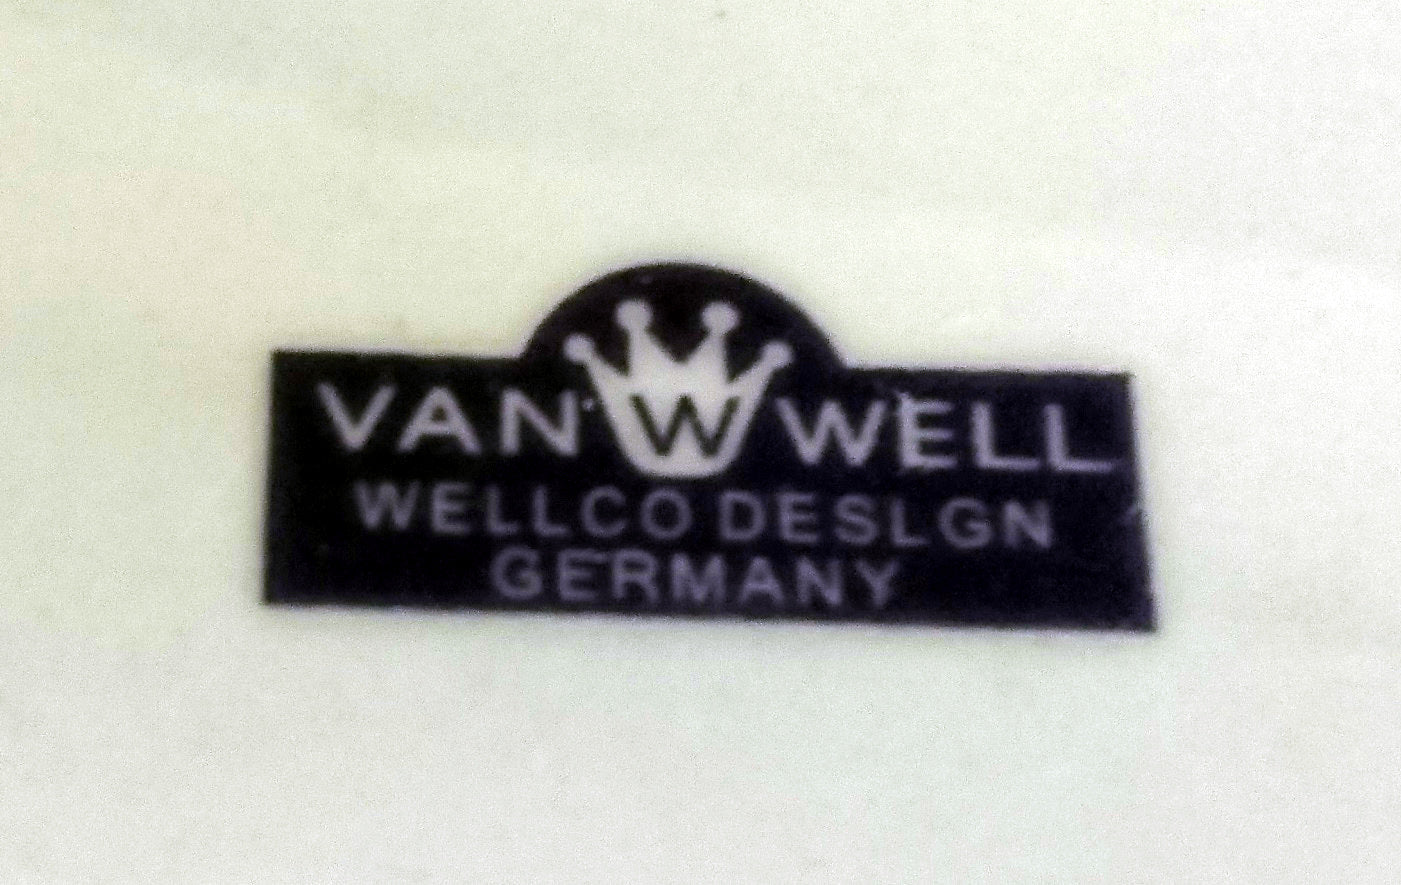 VAN W WELL
WELLCO DESLGN
GERMANY